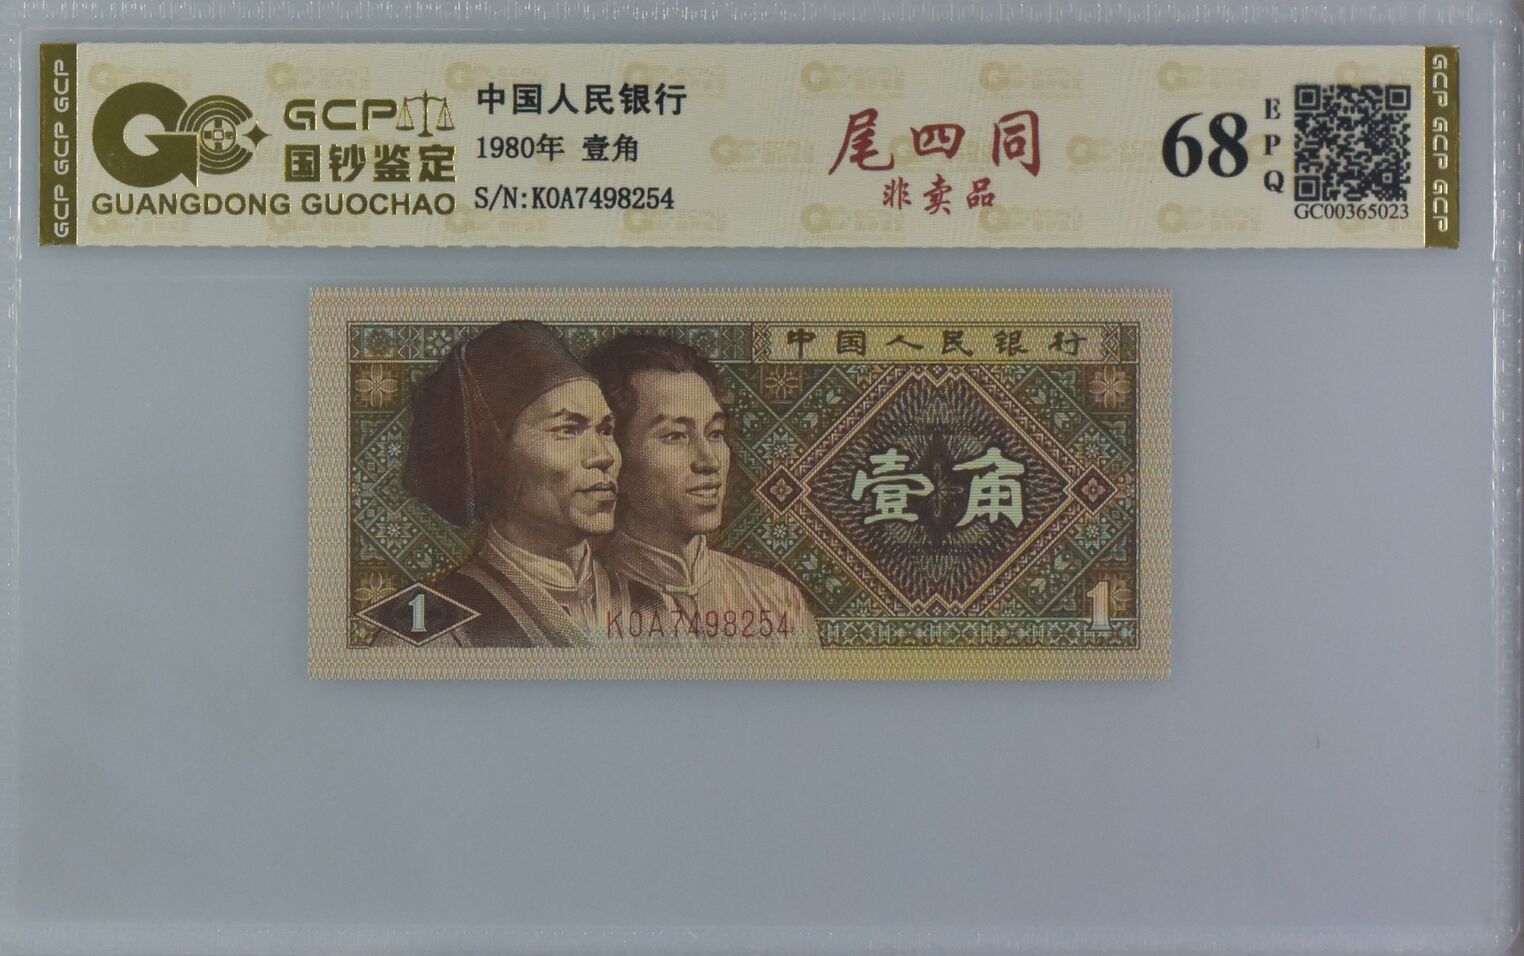 GCP GCP GCP
GCP
国钞鉴定
GUANGDONG GUOCHAO
中国人民银行
1980年 壹角
S/N:K0A7498254
尾四同
非卖品
68
EPQ
GC00365023
GCP GCP GCP
中国人民银行
壹角
1
1
K0A7498254